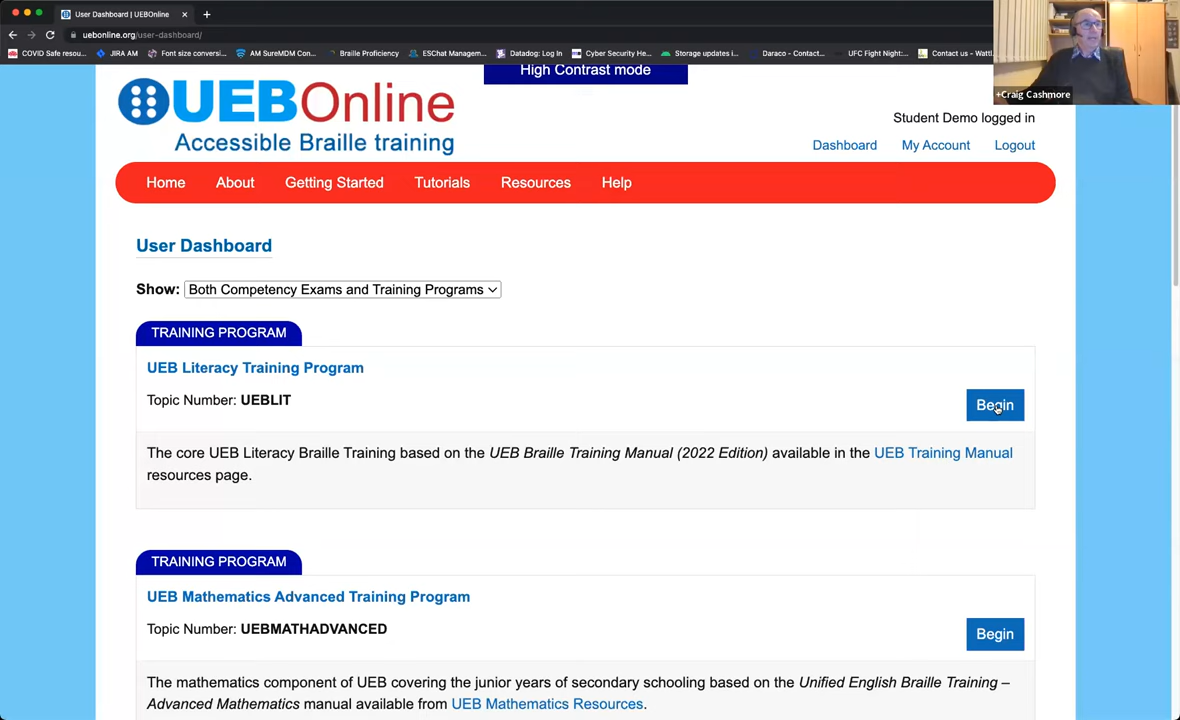 User Dashboard | UEBOnline
uebonline.org/user-dashboard/
COVID Safe resou... JIRA AM Font size conversi... AM SureMDM Con... Braille Proficiency ESChat Managem... Datadog: Log In Cyber Security He... Storage updates i... Daraco - Contact... UFC Fight Night:... Contact us – Wattl...
+Craig Cashmore
High Contrast mode
UEBOnline
Accessible Braille training
Student Demo logged in
Dashboard My Account Logout
Home About Getting Started Tutorials Resources Help
User Dashboard
Show: Both Competency Exams and Training Programs
TRAINING PROGRAM
UEB Literacy Training Program
Topic Number: UEBLIT
Begin
The core UEB Literacy Braille Training based on the UEB Braille Training Manual (2022 Edition) available in the UEB Training Manual
resources page.
TRAINING PROGRAM
UEB Mathematics Advanced Training Program
Topic Number: UEBMATHADVANCED
Begin
The mathematics component of UEB covering the junior years of secondary schooling based on the Unified English Braille Training –
Advanced Mathematics manual available from UEB Mathematics Resources.